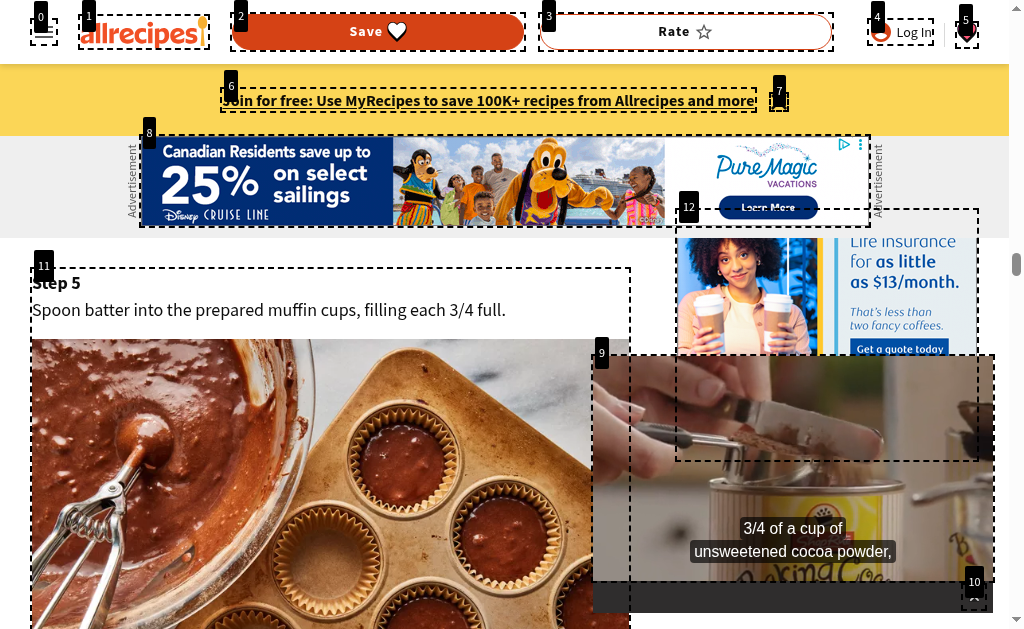 0
1
2
3
4
5
allrecipes
Save
Rate
Log In
6
7
Join for free: Use MyRecipes to save 100K+ recipes from Allrecipes and more
8
Advertisement
Canadian Residents save up to
25% on select
sailings
Disney CRUISE LINE
PureMagic
VACATIONS
Learn More
Advertisement
12
Life insurance
for as little
as $13/month.
That's less than
two fancy coffees.
Get a quote today
11
Step 5
Spoon batter into the prepared muffin cups, filling each 3/4 full.
9
3/4 of a cup of
unsweetened cocoa powder,
10